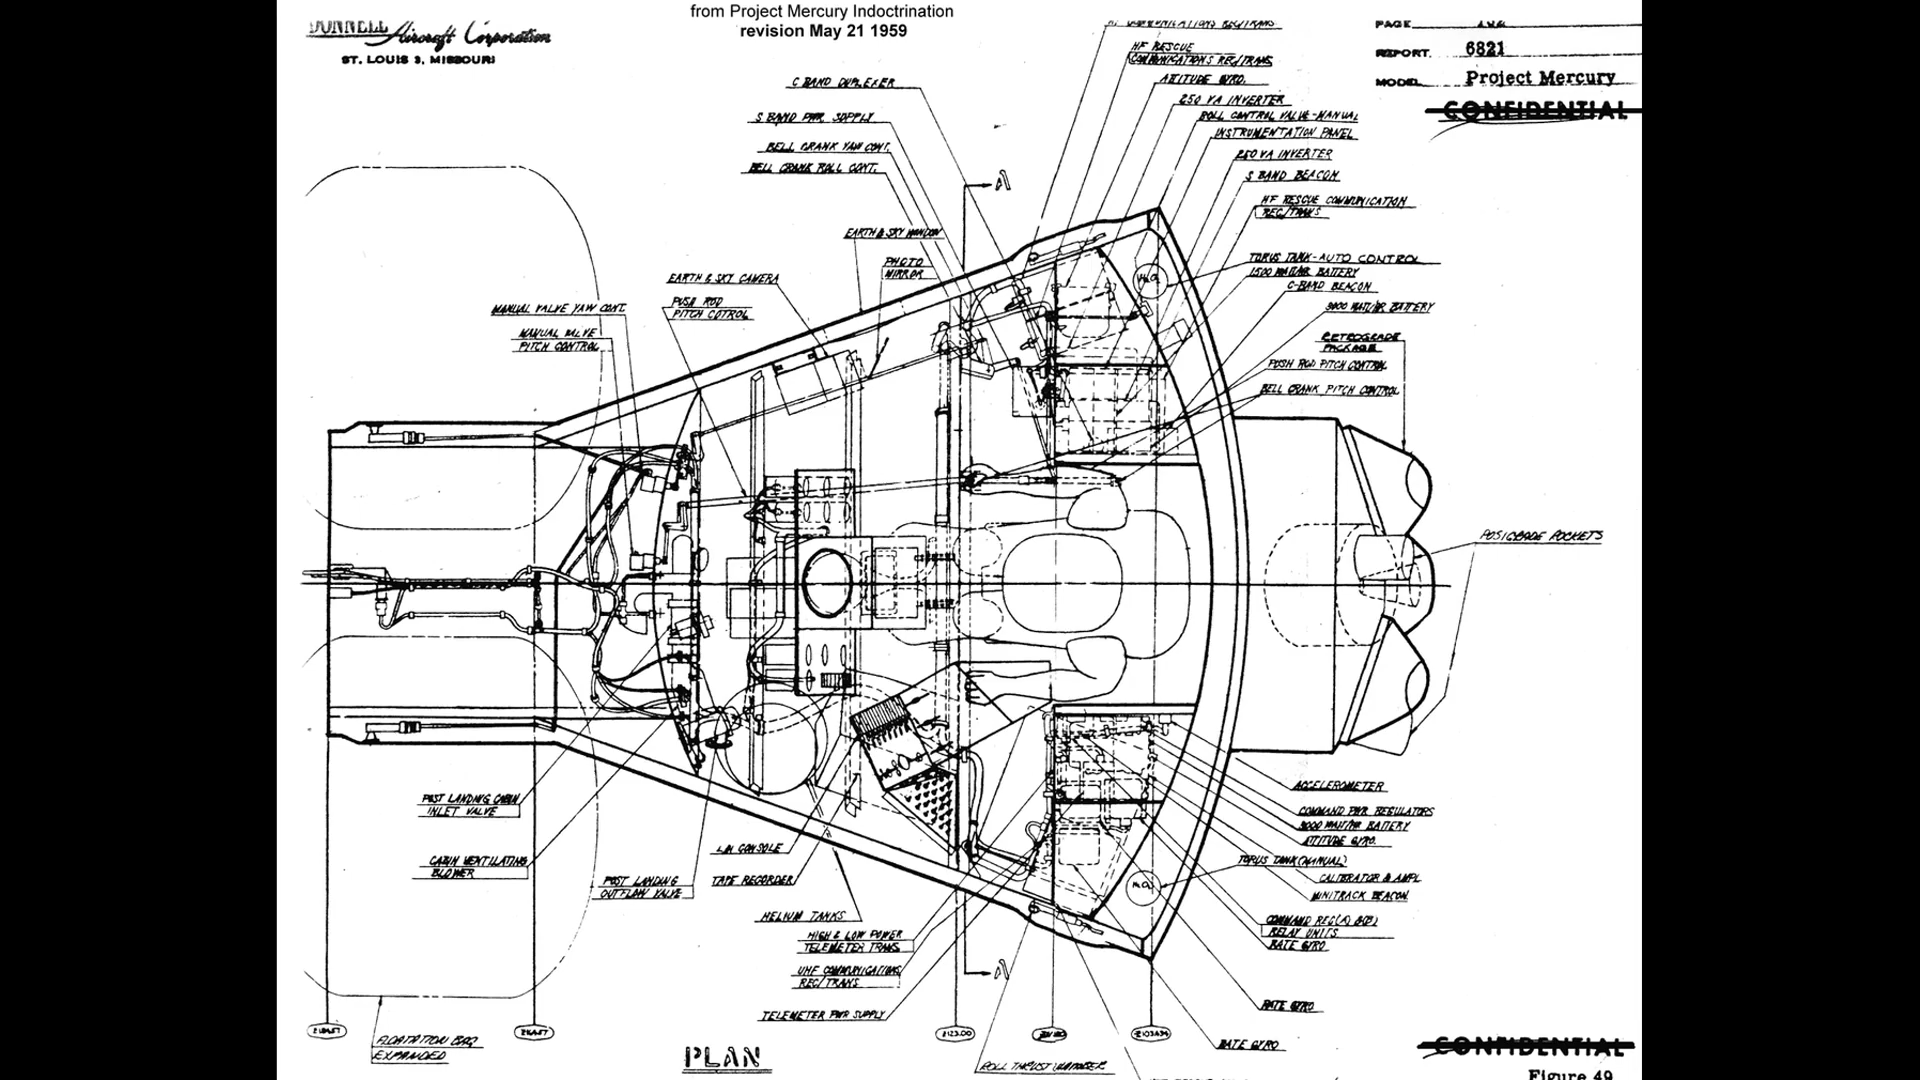 from Project Mercury Indoctrination
revision May 21 1959
DONNELL Aircraft Corporation
ST. LOUIS 3, MISSOURI
PAGE
REPORT 6821
MODEL Project Mercury
CONFIDENTIAL
COMMUNICATIONS REC/TRANS.
HF RESCUE
COMMUNICATIONS REC/TRANS
ATTITUDE GYRO.
250 VA INVERTER
ROLL CONTROL VALVE-MANUAL
INSTRUMENTATION PANEL
250 VA INVERTER
S BAND BEACON
HF RESCUE COMMUNICATION
REC/TRANS
TORUS TANK-AUTO CONTROL
1500 WATT/HR BATTERY
C-BAND BEACON
3000 WATT/HR BATTERY
RETROGRADE
PACKAGE
PUSH ROD PITCH CONTROL
BELL CRANK PITCH CONTROL
C BAND DUPLEXER
S BAND PWR SUPPLY
BELL CRANK YAW CONT.
BELL CRANK ROLL CONT.
A
EARTH & SKY WINDOW
PHOTO
MIRROR
EARTH & SKY CAMERA
PUSH ROD
PITCH COTROL
MANUAL VALVE YAW CONT.
MANUAL VALVE
PITCH CONTROL
POSIGRADE ROCKETS
POST LANDING CABIN
INLET VALVE
CABIN VENTILATING
BLOWER
POST LANDING
OUTFLOW VALVE
L/H CONSOLE
TAPE RECORDER
HELIUM TANKS
HIGH & LOW POWER
TELEMETER TRANS
UHF COMMUNICATIONS
REC/TRANS
TELEMETER PWR SUPPLY
A
ACCELEROMETER
COMMAND PWR REGULATORS
3000 WATT/HR BATTERY
ATTITUDE GYRO.
TORUS TANK (MANUAL)
CALIBRATOR & AMPL
MINITRACK BEACON
COMMAND REC(A) &(B)
RELAY UNITS
RATE GYRO
RATE GYRO
RATE GYRO
Z123.00
Z103.434
FLOATATION BAG
EXPANDED
PLAN
ROLL THRUST CHAMBER
CONFIDENTIAL
Figure 49